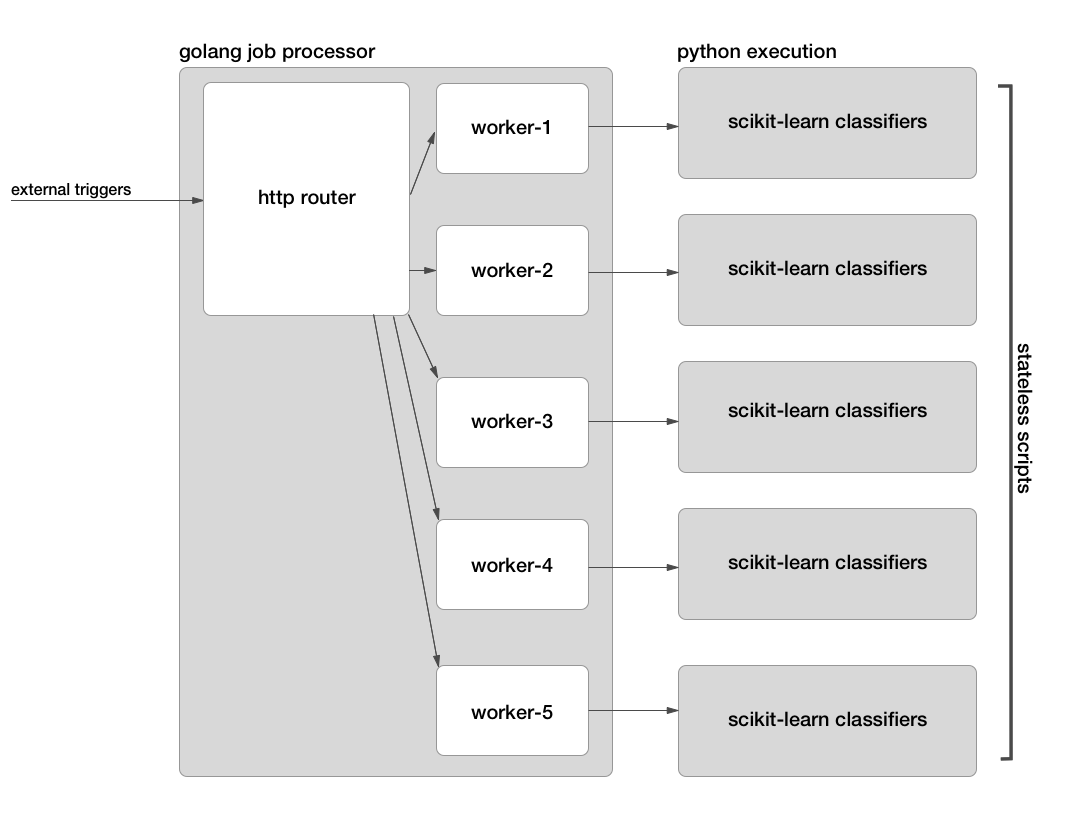 golang job processor
python execution
external triggers
http router
worker-1
scikit-learn classifiers
worker-2
scikit-learn classifiers
worker-3
scikit-learn classifiers
worker-4
scikit-learn classifiers
worker-5
scikit-learn classifiers
stateless scripts